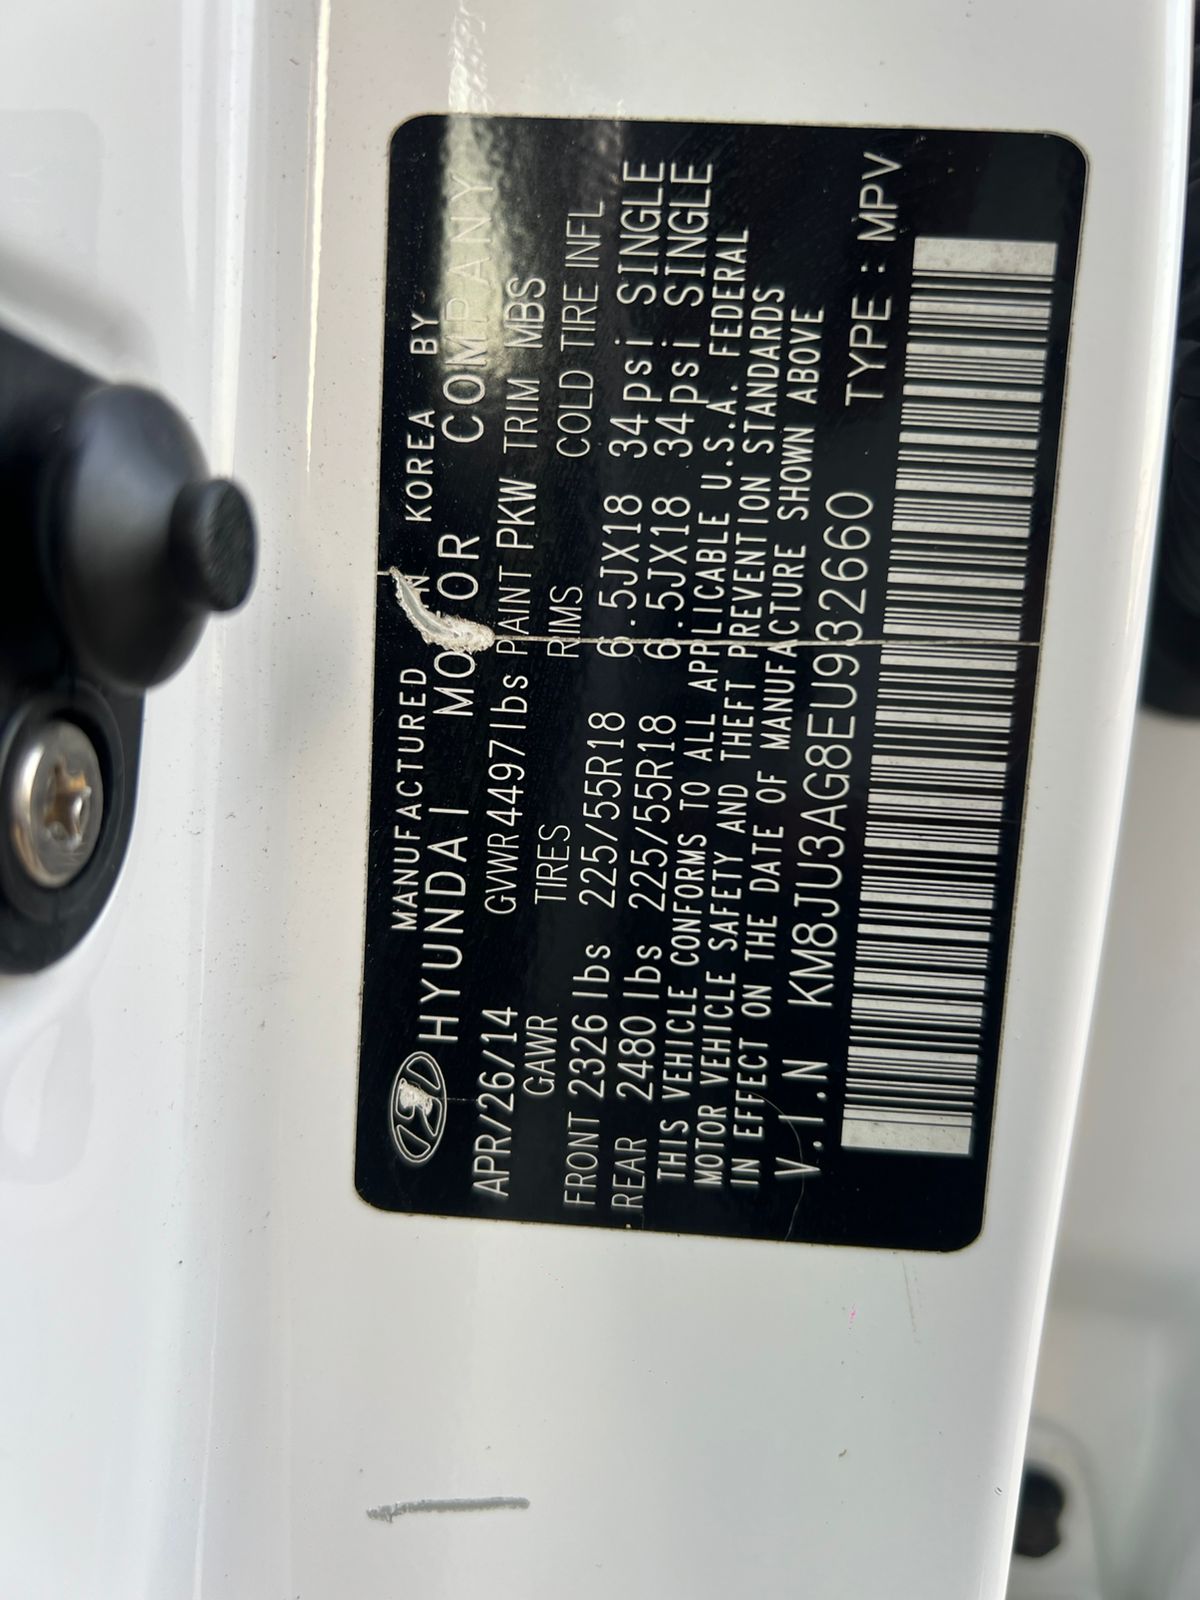 MANUFACTURED IN KOREA BY
HYUNDAI MOTOR COMPANY
APR/26/14 GVWR4497lbs PAINT PKW TRIM MBS
GAWR TIRES RIMS COLD TIRE INFL
FRONT 2326 lbs 225/55R18 6.5JX18 34psi SINGLE
REAR 2480 lbs 225/55R18 6.5JX18 34psi SINGLE
THIS VEHICLE CONFORMS TO ALL APPLICABLE U.S.A. FEDERAL
MOTOR VEHICLE SAFETY AND THEFT PREVENTION STANDARDS
IN EFFECT ON THE DATE OF MANUFACTURE SHOWN ABOVE
V.I.N KM8JU3AG8EU932660 TYPE : MPV